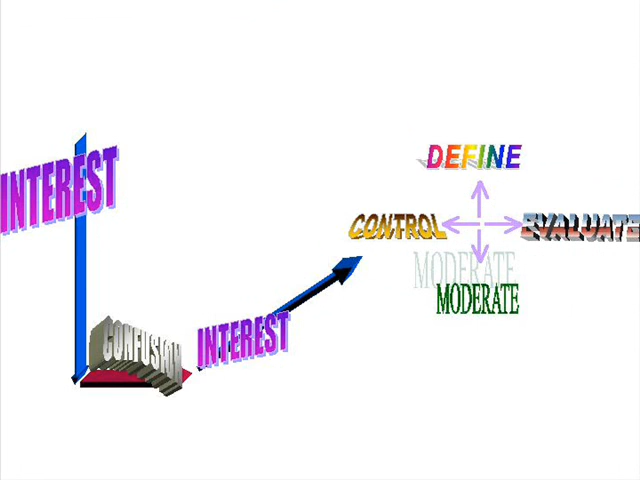 INTEREST
CONFUSION
INTEREST
DEFINE
CONTROL
EVALUATE
MODERATE
MODERATE